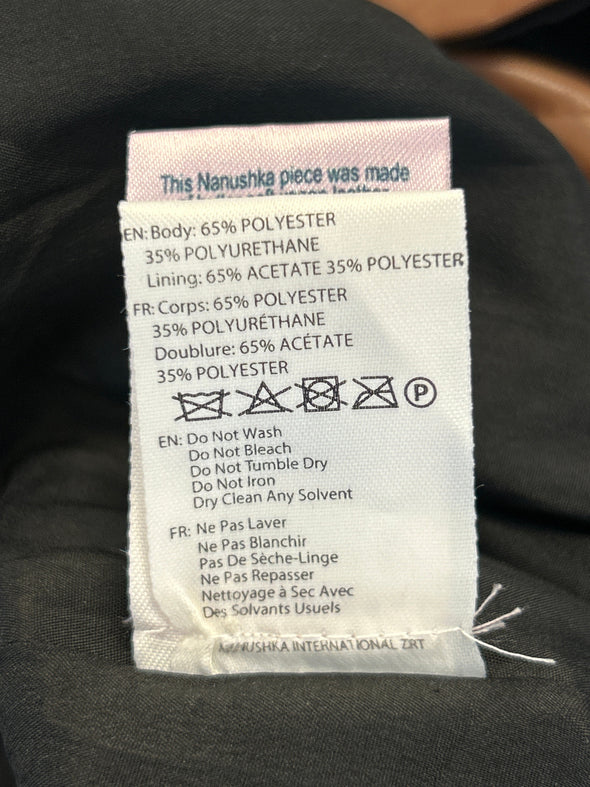 This Nanushka piece was made
EN: Body: 65% POLYESTER
35% POLYURETHANE
Lining: 65% ACETATE 35% POLYESTER
FR: Corps: 65% POLYESTER
35% POLYURÉTHANE
Doublure: 65% ACÉTATE
35% POLYESTER
P
EN: Do Not Wash
Do Not Bleach
Do Not Tumble Dry
Do Not Iron
Dry Clean Any Solvent
FR: Ne Pas Laver
Ne Pas Blanchir
Pas De Sèche-Linge
Ne Pas Repasser
Nettoyage à Sec Avec
Des Solvants Usuels
NANUSHKA INTERNATIONAL ZRT